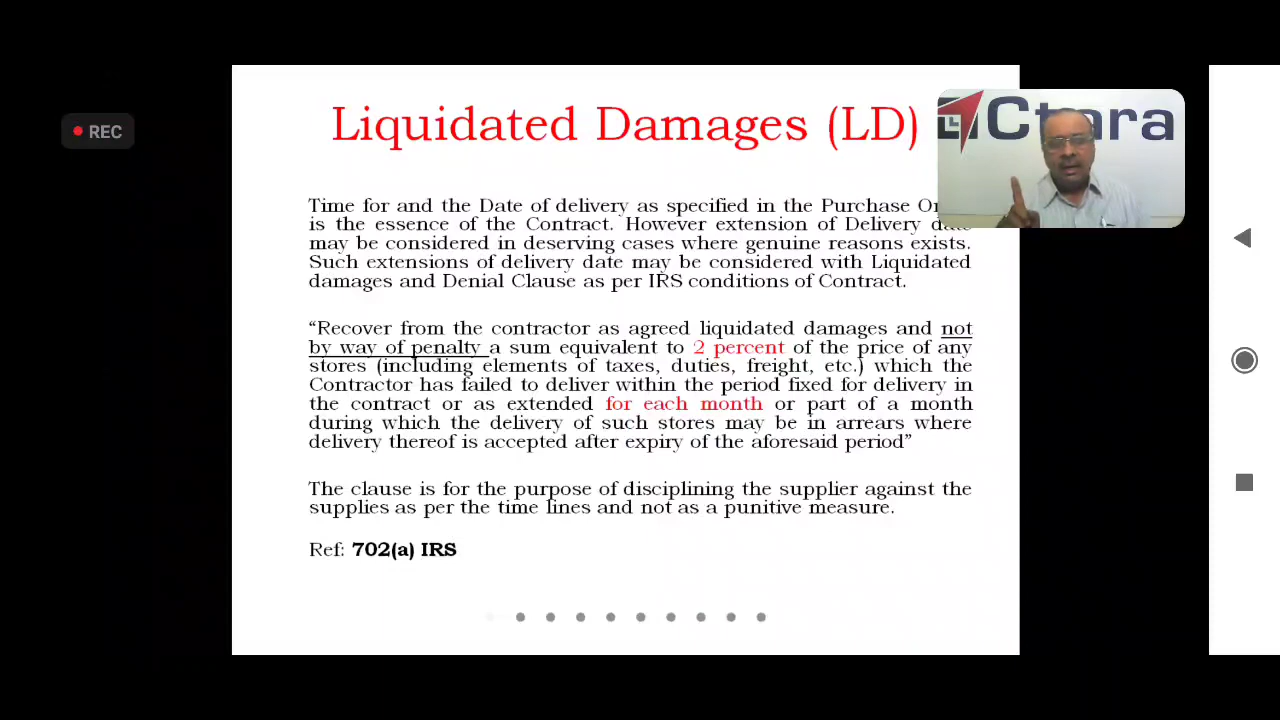 REC
Liquidated Damages (LD)
Time for and the Date of delivery as specified in the Purchase
is the essence of the Contract. However extension of Delivery
may be considered in deserving cases where genuine reasons exists.
Such extensions of delivery date may be considered with Liquidated
damages and Denial Clause as per IRS conditions of Contract.
“Recover from the contractor as agreed liquidated damages and not
by way of penalty a sum equivalent to 2 percent of the price of any
stores (including elements of taxes, duties, freight, etc.) which the
Contractor has failed to deliver within the period fixed for delivery in
the contract or as extended for each month or part of a month
during which the delivery of such stores may be in arrears where
delivery thereof is accepted after expiry of the aforesaid period”
The clause is for the purpose of disciplining the supplier against the
supplies as per the time lines and not as a punitive measure.
Ref: 702(a) IRS